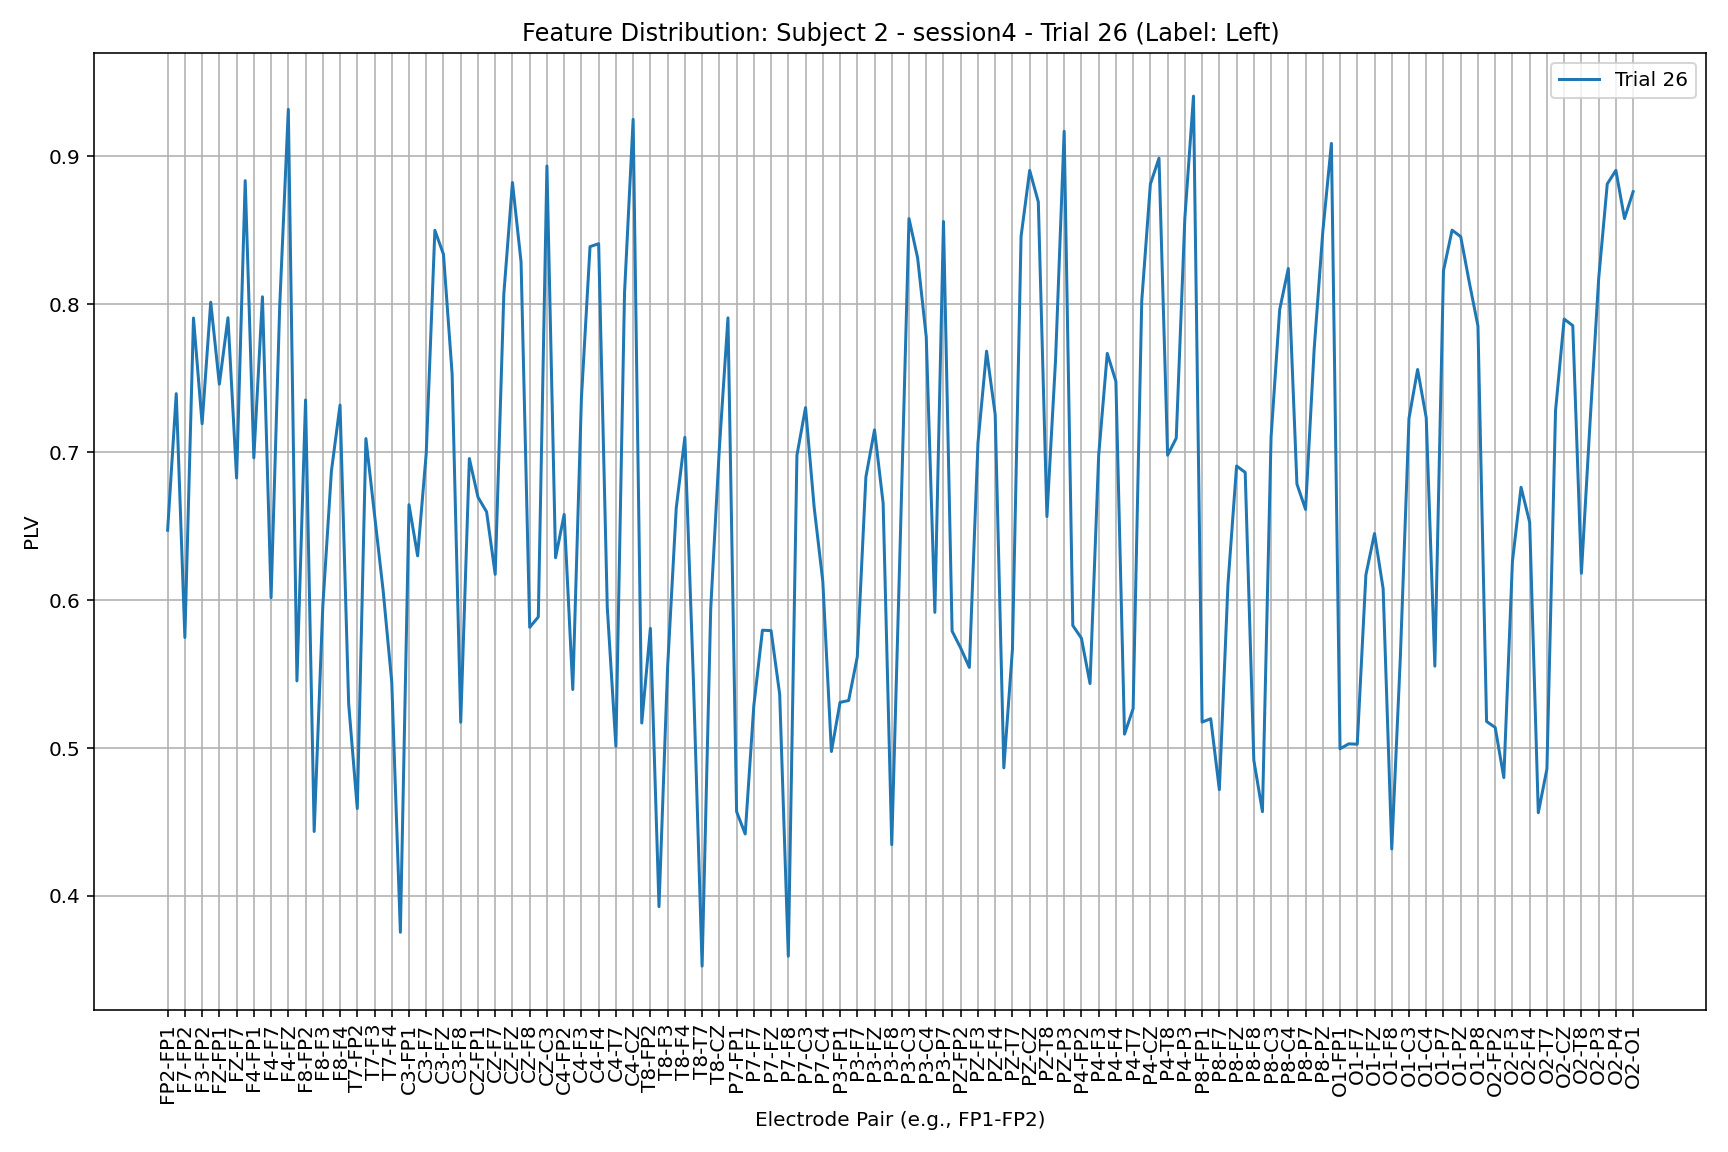 Feature Distribution: Subject 2 - session4 - Trial 26 (Label: Left)
Trial 26
PLV
0.9
0.8
0.7
0.6
0.5
0.4
FP2-FP1
F7-FP2
F3-FP2
FZ-FP1
FZ-F7
F4-FP1
F4-F7
F4-FZ
F8-FP2
F8-F3
F8-F4
T7-FP2
T7-F3
T7-F4
C3-FP1
C3-F7
C3-FZ
C3-F8
CZ-FP1
CZ-F7
CZ-FZ
CZ-F8
CZ-C3
C4-FP2
C4-F3
C4-F4
C4-T7
C4-CZ
T8-FP2
T8-F3
T8-F4
T8-T7
T8-CZ
P7-FP1
P7-F7
P7-FZ
P7-F8
P7-C3
P7-C4
P3-FP1
P3-F7
P3-FZ
P3-F8
P3-C3
P3-C4
P3-P7
PZ-FP2
PZ-F3
PZ-F4
PZ-T7
PZ-CZ
PZ-T8
PZ-P3
P4-FP2
P4-F3
P4-F4
P4-T7
P4-CZ
P4-T8
P4-P3
P8-FP1
P8-F7
P8-FZ
P8-F8
P8-C3
P8-C4
P8-P7
P8-PZ
O1-FP1
O1-F7
O1-FZ
O1-F8
O1-C3
O1-C4
O1-P7
O1-PZ
O1-P8
O2-FP2
O2-F3
O2-F4
O2-T7
O2-CZ
O2-T8
O2-P3
O2-P4
O2-O1
Electrode Pair (e.g., FP1-FP2)